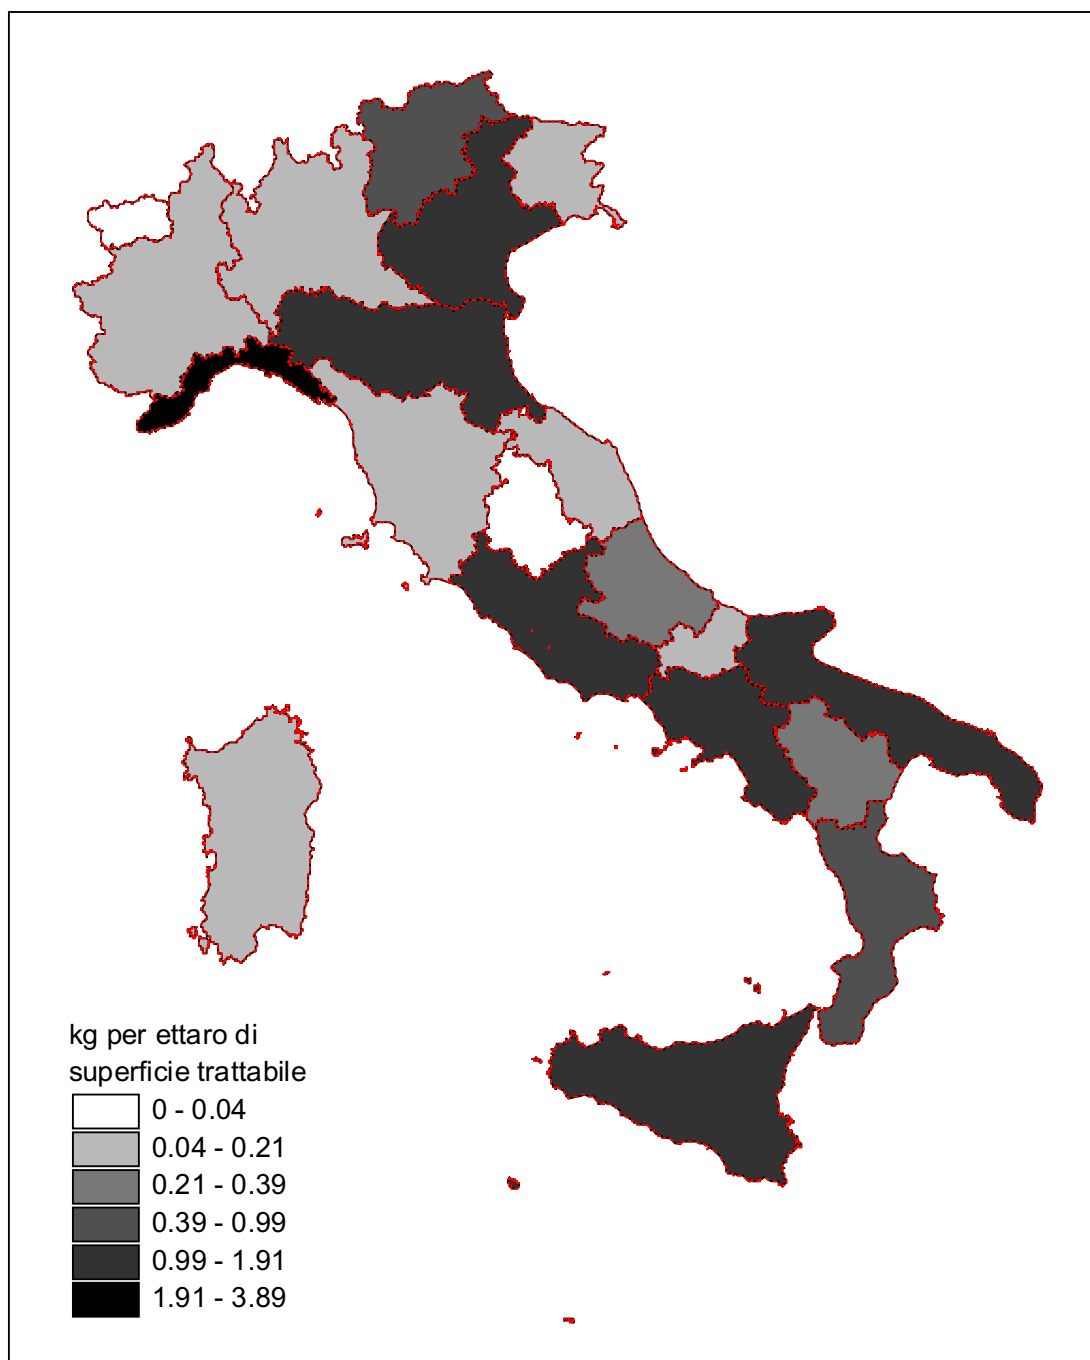 kg per ettaro di
superficie trattabile
0 - 0.04
0.04 - 0.21
0.21 - 0.39
0.39 - 0.99
0.99 - 1.91
1.91 - 3.89